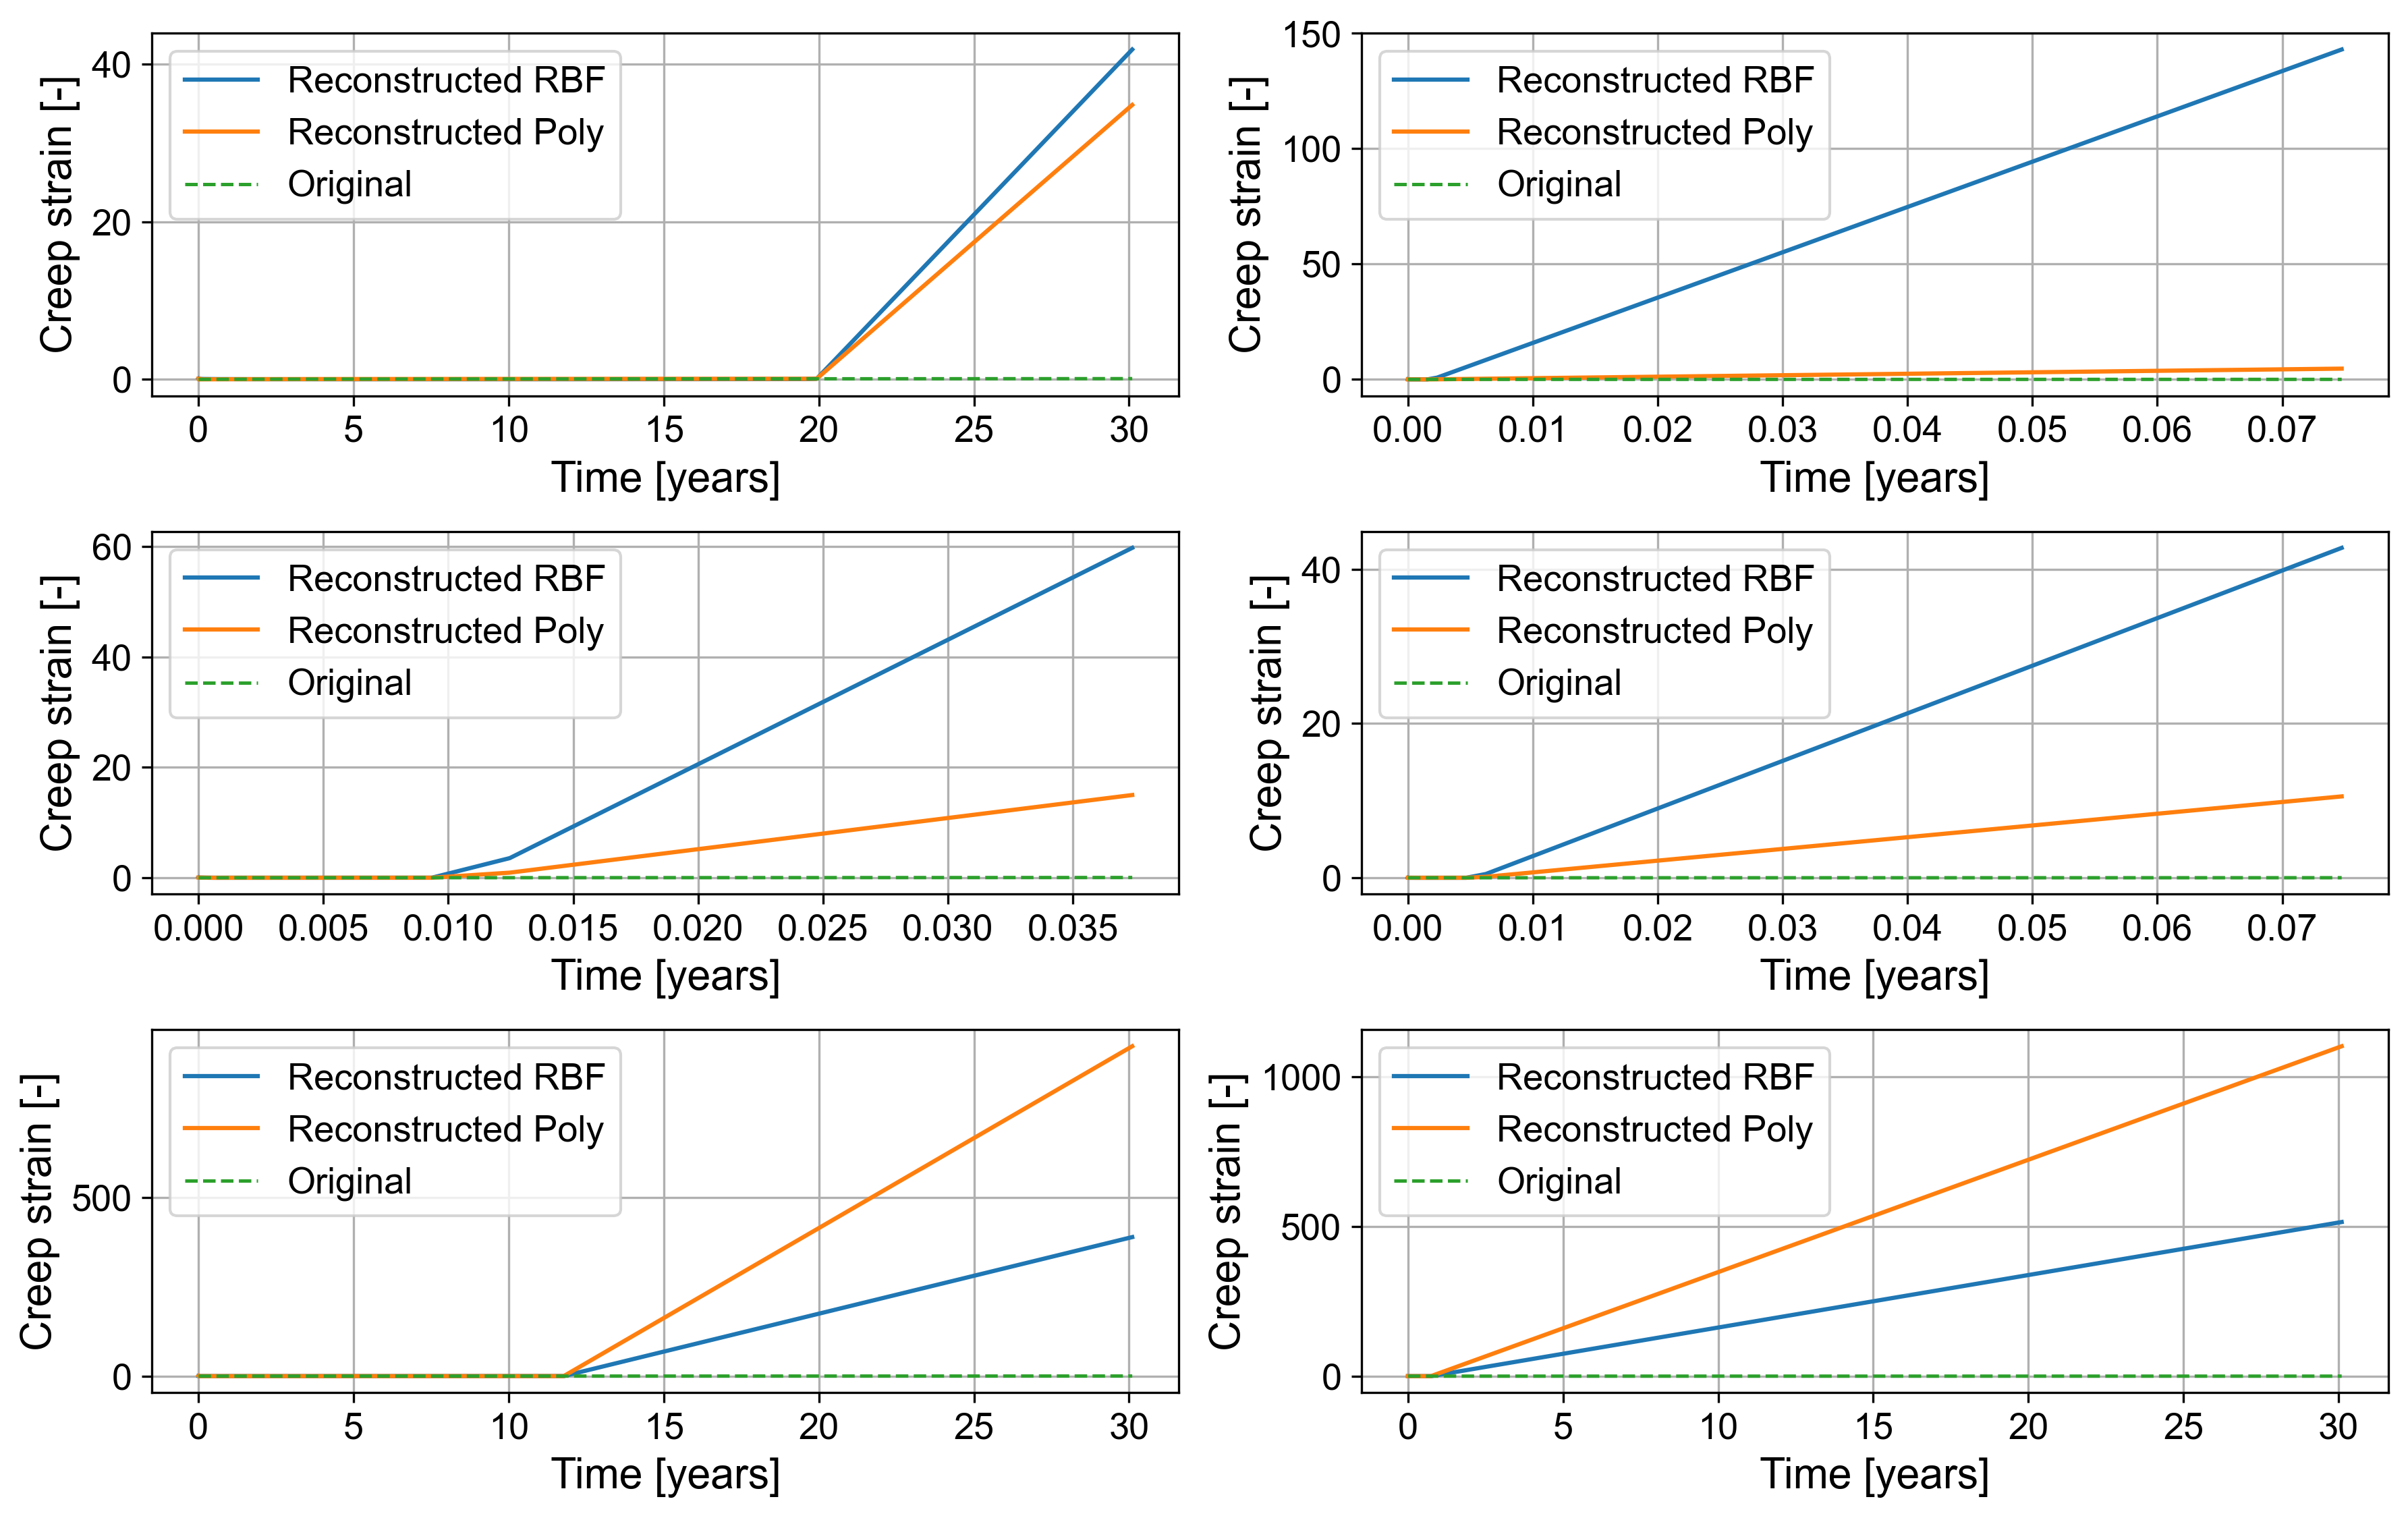 Creep strain [-]
40
20
0
Reconstructed RBF
Reconstructed Poly
Original
0 5 10 15 20 25 30
Time [years]
Creep strain [-]
150
100
50
0
Reconstructed RBF
Reconstructed Poly
Original
0.00 0.01 0.02 0.03 0.04 0.05 0.06 0.07
Time [years]
Creep strain [-]
60
40
20
0
Reconstructed RBF
Reconstructed Poly
Original
0.000 0.005 0.010 0.015 0.020 0.025 0.030 0.035
Time [years]
Creep strain [-]
40
20
0
Reconstructed RBF
Reconstructed Poly
Original
0.00 0.01 0.02 0.03 0.04 0.05 0.06 0.07
Time [years]
Creep strain [-]
500
0
Reconstructed RBF
Reconstructed Poly
Original
0 5 10 15 20 25 30
Time [years]
Creep strain [-]
1000
500
0
Reconstructed RBF
Reconstructed Poly
Original
0 5 10 15 20 25 30
Time [years]